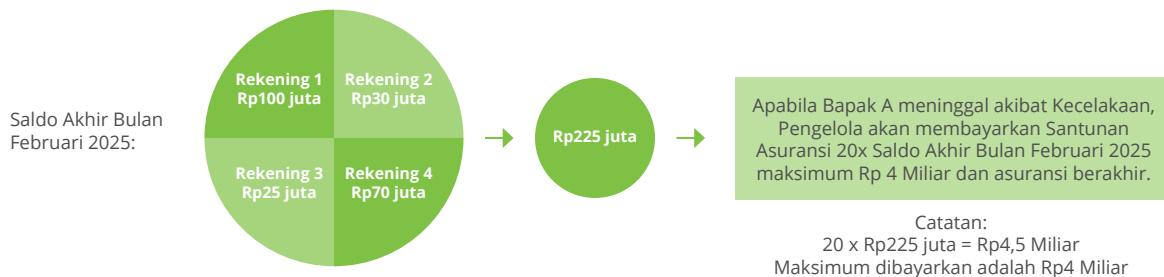 Saldo Akhir Bulan
Februari 2025:
Rekening 1
Rp100 juta
Rekening 2
Rp30 juta
Rekening 3
Rp25 juta
Rekening 4
Rp70 juta
Rp225 juta
Apabila Bapak A meninggal akibat Kecelakaan,
Pengelola akan membayarkan Santunan
Asuransi 20x Saldo Akhir Bulan Februari 2025
maksimum Rp 4 Miliar dan asuransi berakhir.
Catatan:
20 x Rp225 juta = Rp4,5 Miliar
Maksimum dibayarkan adalah Rp4 Miliar